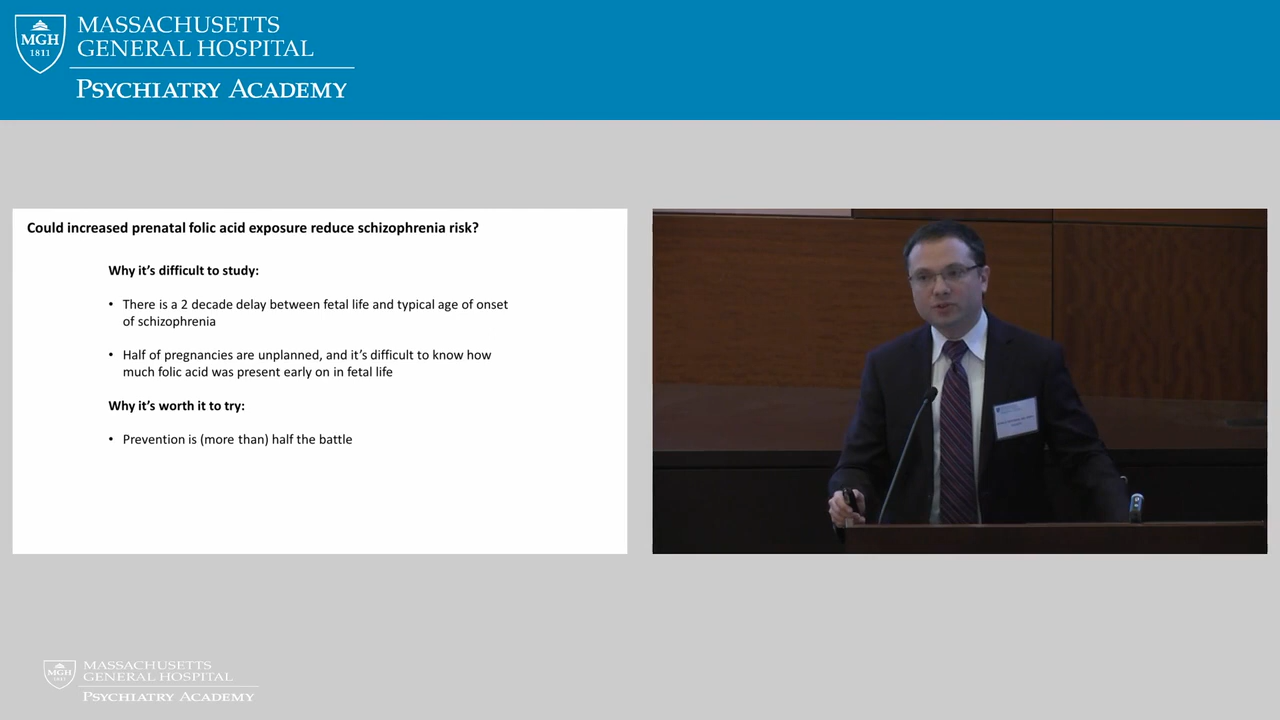 MASSACHUSETTS
GENERAL HOSPITAL
PSYCHIATRY ACADEMY
MGH
1811
Could increased prenatal folic acid exposure reduce schizophrenia risk?
Why it’s difficult to study:
• There is a 2 decade delay between fetal life and typical age of onset
of schizophrenia
• Half of pregnancies are unplanned, and it’s difficult to know how
much folic acid was present early on in fetal life
Why it’s worth it to try:
• Prevention is (more than) half the battle
MGH
1811
MASSACHUSETTS
GENERAL HOSPITAL
PSYCHIATRY ACADEMY